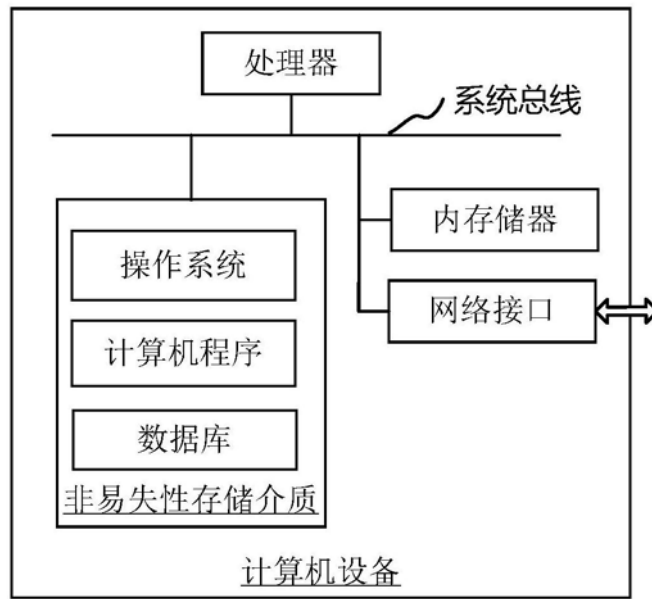 处理器
系统总线
内存储器
操作系统
网络接口
计算机程序
数据库
非易失性存储介质
计算机设备